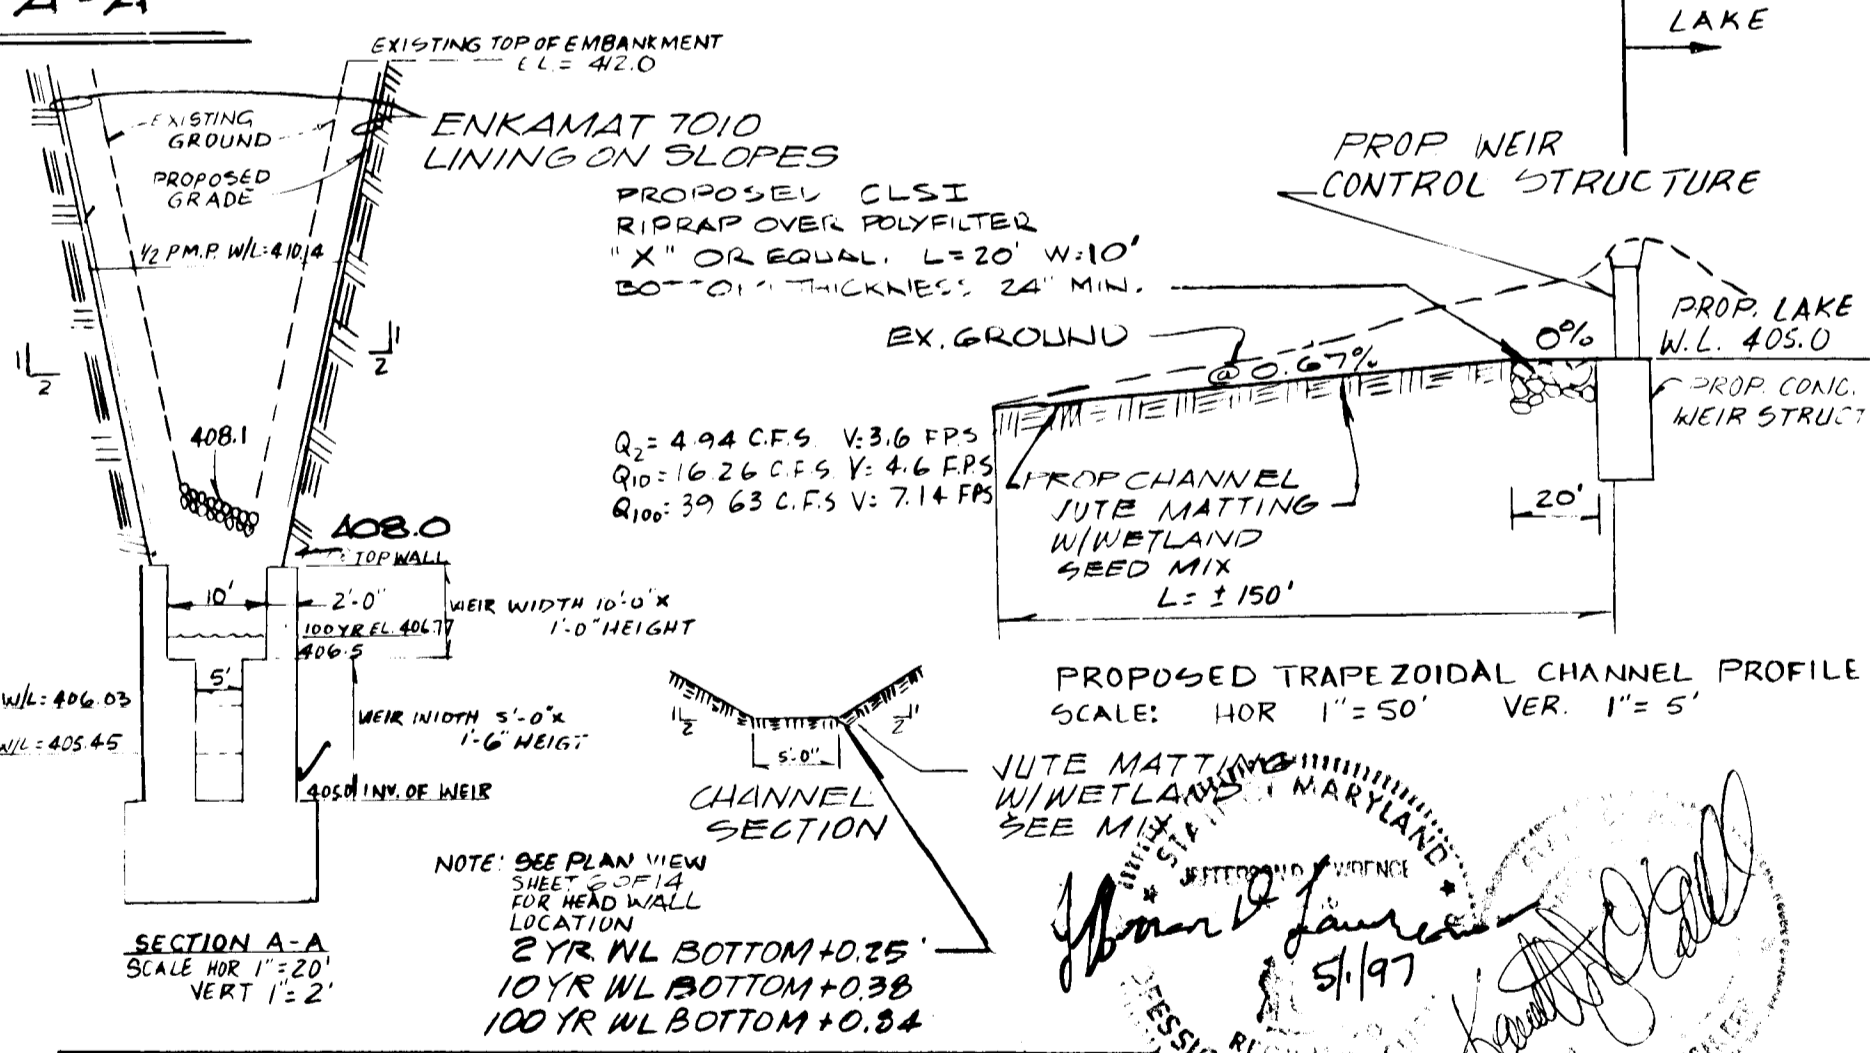 A-A
EXISTING TOP OF EMBANKMENT
EL = 412.0
EXISTING
GROUND
PROPOSED
GRADE
ENKAMAT 7010
LINING ON SLOPES
1/2 P.M.P. W/L: 410.4
PROPOSED CLSI
RIPRAP OVER POLYFILTER
"X" OR EQUAL. L=20' W:10'
BOTTOM THICKNESS 24" MIN.
LAKE
PROP WEIR
CONTROL STRUCTURE
EX. GROUND
@ 0.67%
0%
PROP. LAKE
W.L. 405.0
PROP. CONC.
WEIR STRUCT
1
2
1
2
408.1
408.0
TOP WALL
Q2 = 4.94 C.F.S. V: 3.6 FPS
Q10 = 16.26 C.F.S. V: 4.6 F.P.S
Q100: 39.63 C.F.S V: 7.14 FPS
PROP CHANNEL
JUTE MATTING
W/WETLAND
SEED MIX
L= ± 150'
20'
10'
2'-0"
100 YR EL. 406.77
406.5
WEIR WIDTH 10'-0" X
1'-0" HEIGHT
5'
W/L: 406.03
W/L = 405.45
WEIR WIDTH 5'-0" X
1'-6" HEIGT
405.0 INV. OF WEIR
PROPOSED TRAPEZOIDAL CHANNEL PROFILE
SCALE: HOR 1"=50' VER. 1"= 5'
1
2
1
2
5'-0"
CHANNEL
SECTION
JUTE MATTING
W/WETLAND
SEE MIX
NOTE: SEE PLAN VIEW
SHEET 6 OF 14
FOR HEAD WALL
LOCATION
2 YR. WL BOTTOM +0.25'
10 YR WL BOTTOM +0.38
100 YR WL BOTTOM +0.84
SECTION A-A
SCALE HOR 1"=20'
VERT 1"= 2'
MARYLAND
5/1/97